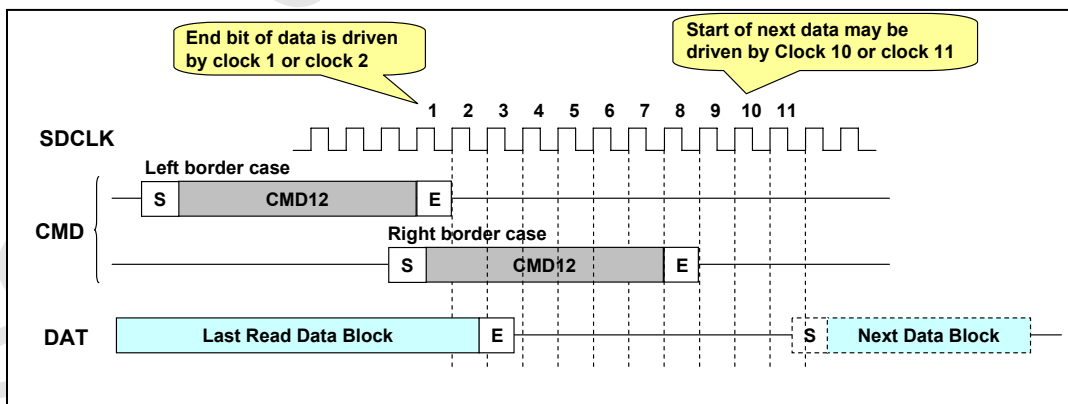 End bit of data is driven
by clock 1 or clock 2
Start of next data may be
driven by Clock 10 or clock 11
1 2 3 4 5 6 7 8 9 10 11
SDCLK
Left border case
S CMD12 E
CMD
Right border case
S CMD12 E
DAT Last Read Data Block E S Next Data Block